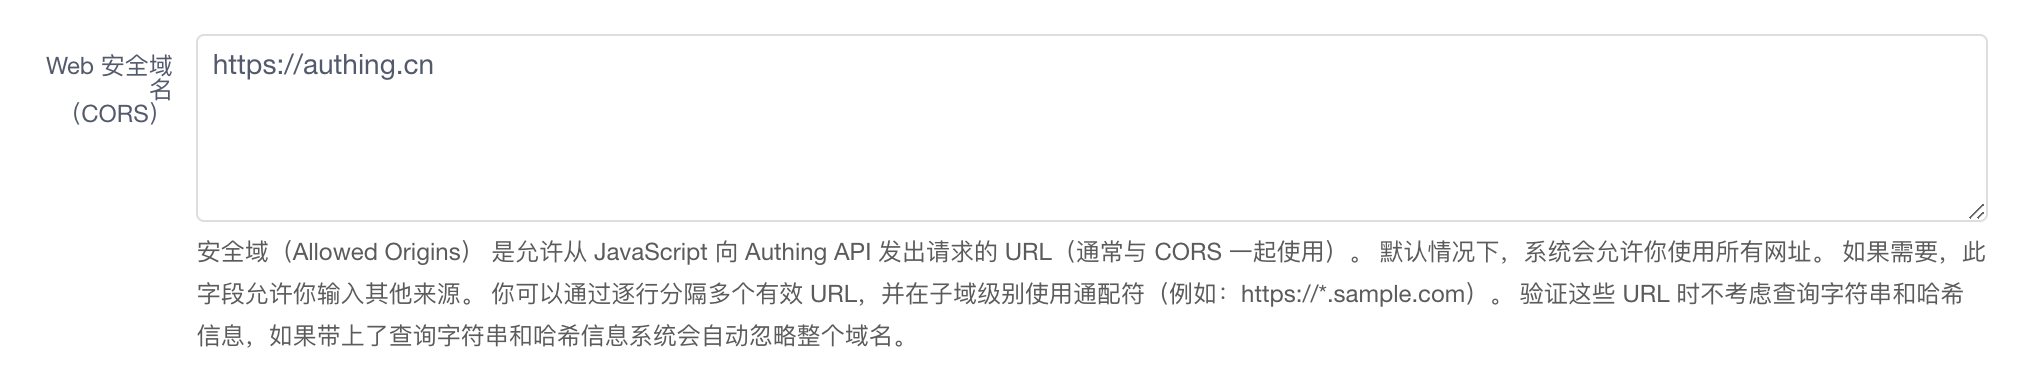 Web 安全域
名
（CORS）
https://authing.cn
安全域（Allowed Origins） 是允许从 JavaScript 向 Authing API 发出请求的 URL（通常与 CORS 一起使用）。 默认情况下，系统会允许你使用所有网址。 如果需要，此
字段允许你输入其他来源。 你可以通过逐行分隔多个有效 URL，并在子域级别使用通配符（例如：https://*.sample.com）。 验证这些 URL 时不考虑查询字符串和哈希
信息，如果带上了查询字符串和哈希信息系统会自动忽略整个域名。